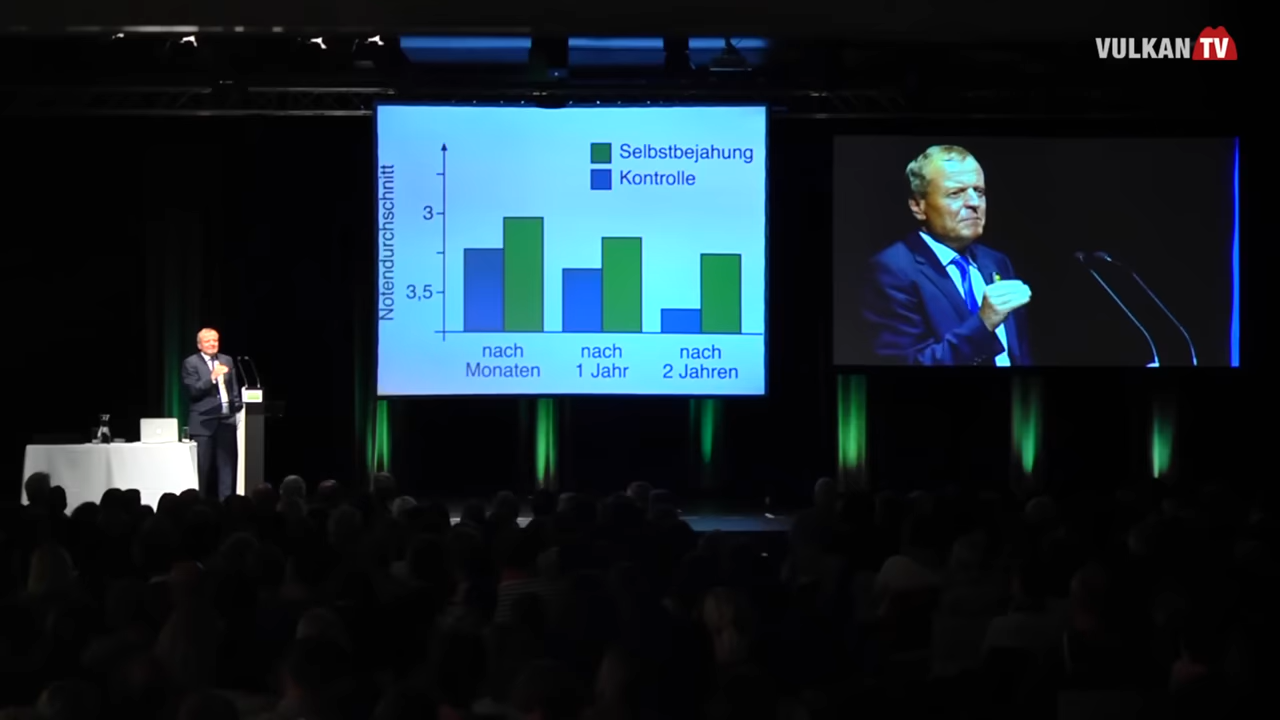 VULKAN TV
Selbstbejahung
Kontrolle
Notendurchschnitt
3
3,5
nach
Monaten
nach
1 Jahr
nach
2 Jahren